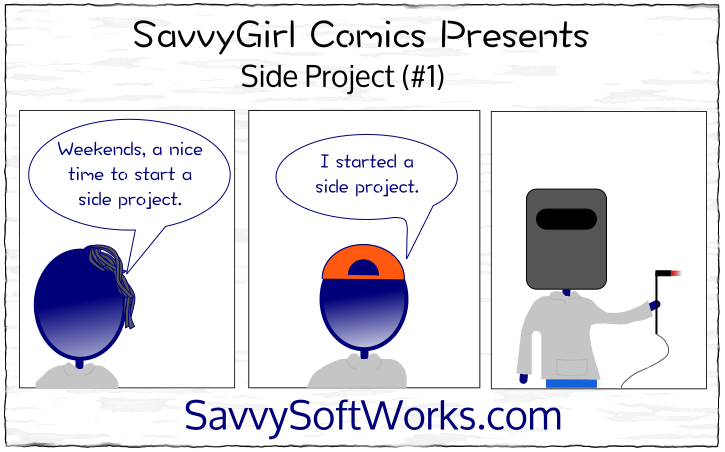 SavvyGirl Comics Presents
Side Project (#1)
Weekends, a nice
time to start a
side project.
I started a
side project.
SavvySoftWorks.com